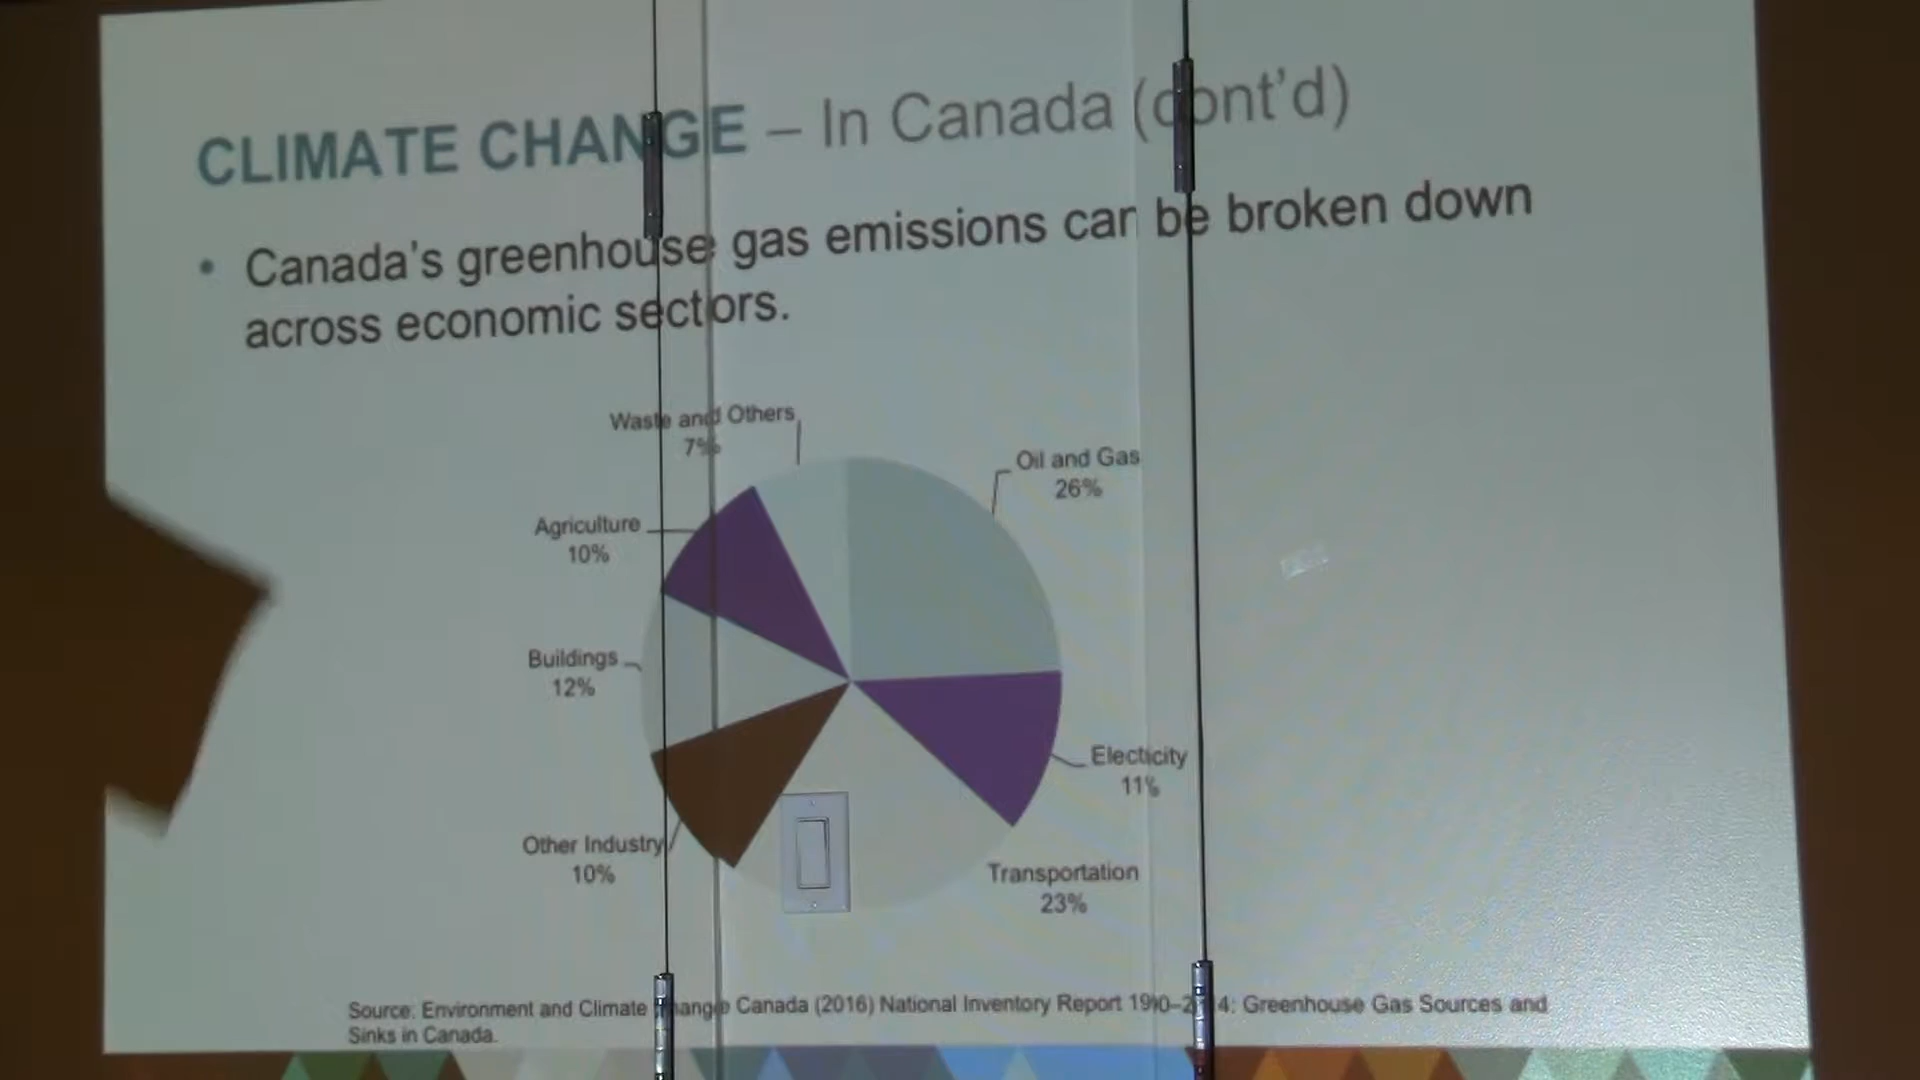 CLIMATE CHANGE – In Canada (cont'd)
• Canada's greenhouse gas emissions can be broken down
across economic sectors.
Waste and Others
7%
Oil and Gas
26%
Agriculture
10%
Buildings
12%
Electicity
11%
Other Industry
10%
Transportation
23%
Source: Environment and Climate Change Canada (2016) National Inventory Report 1990–2014: Greenhouse Gas Sources and
Sinks in Canada.